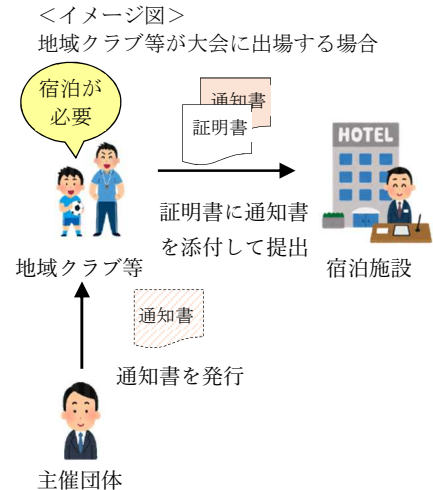 ＜イメージ図＞
地域クラブ等が大会に出場する場合
宿泊が
必要
通知書
証明書
HOTEL
証明書に通知書
を添付して提出
地域クラブ等
宿泊施設
通知書
通知書を発行
主催団体